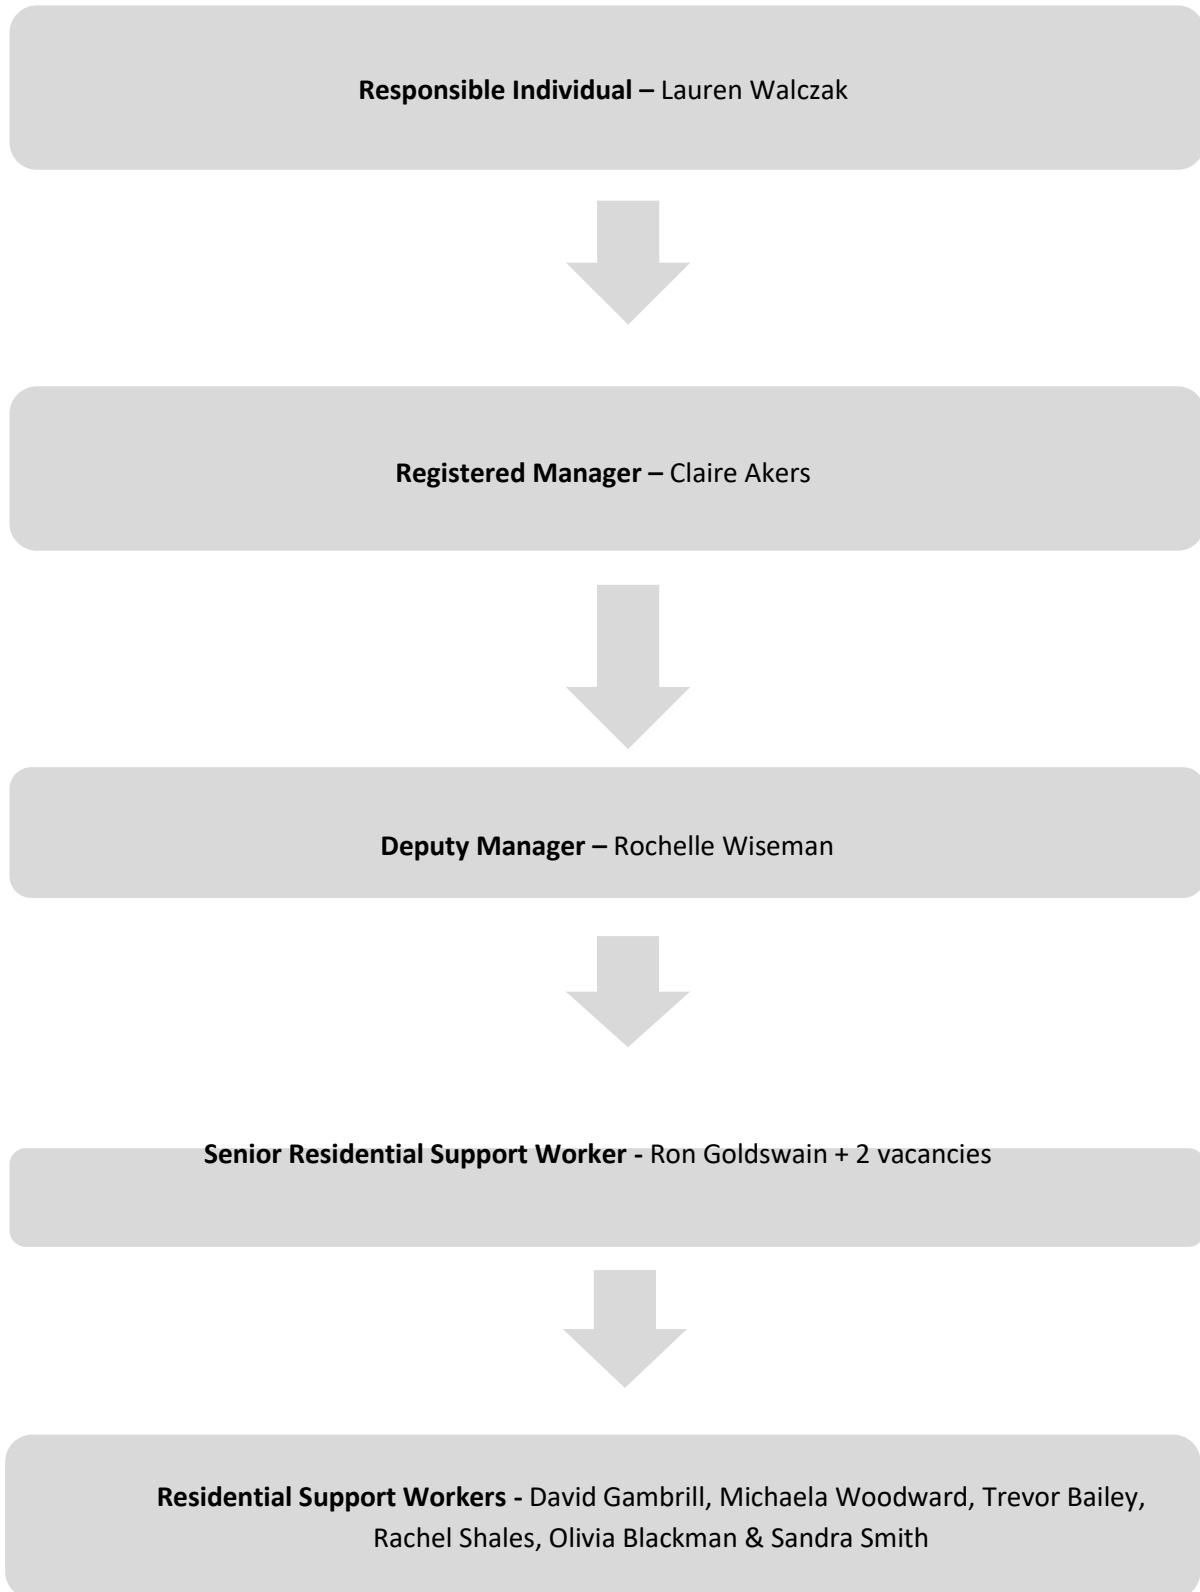 Responsible Individual – Lauren Walczak
Registered Manager – Claire Akers
Deputy Manager – Rochelle Wiseman
Senior Residential Support Worker - Ron Goldswain + 2 vacancies
Residential Support Workers - David Gambrill, Michaela Woodward, Trevor Bailey,
Rachel Shales, Olivia Blackman & Sandra Smith